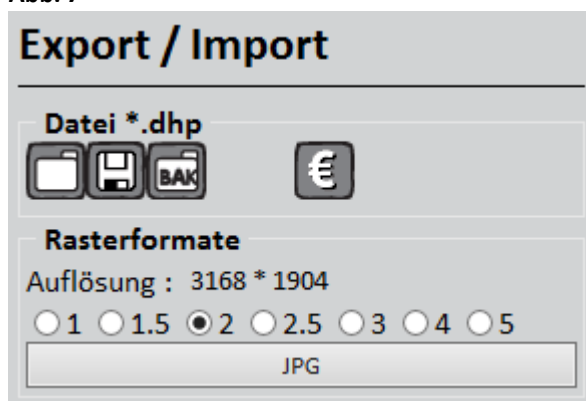 Export / Import
Datei *.dhp
BAK €
Rasterformate
Auflösung : 3168 * 1904
1 1.5 2 2.5 3 4 5
JPG